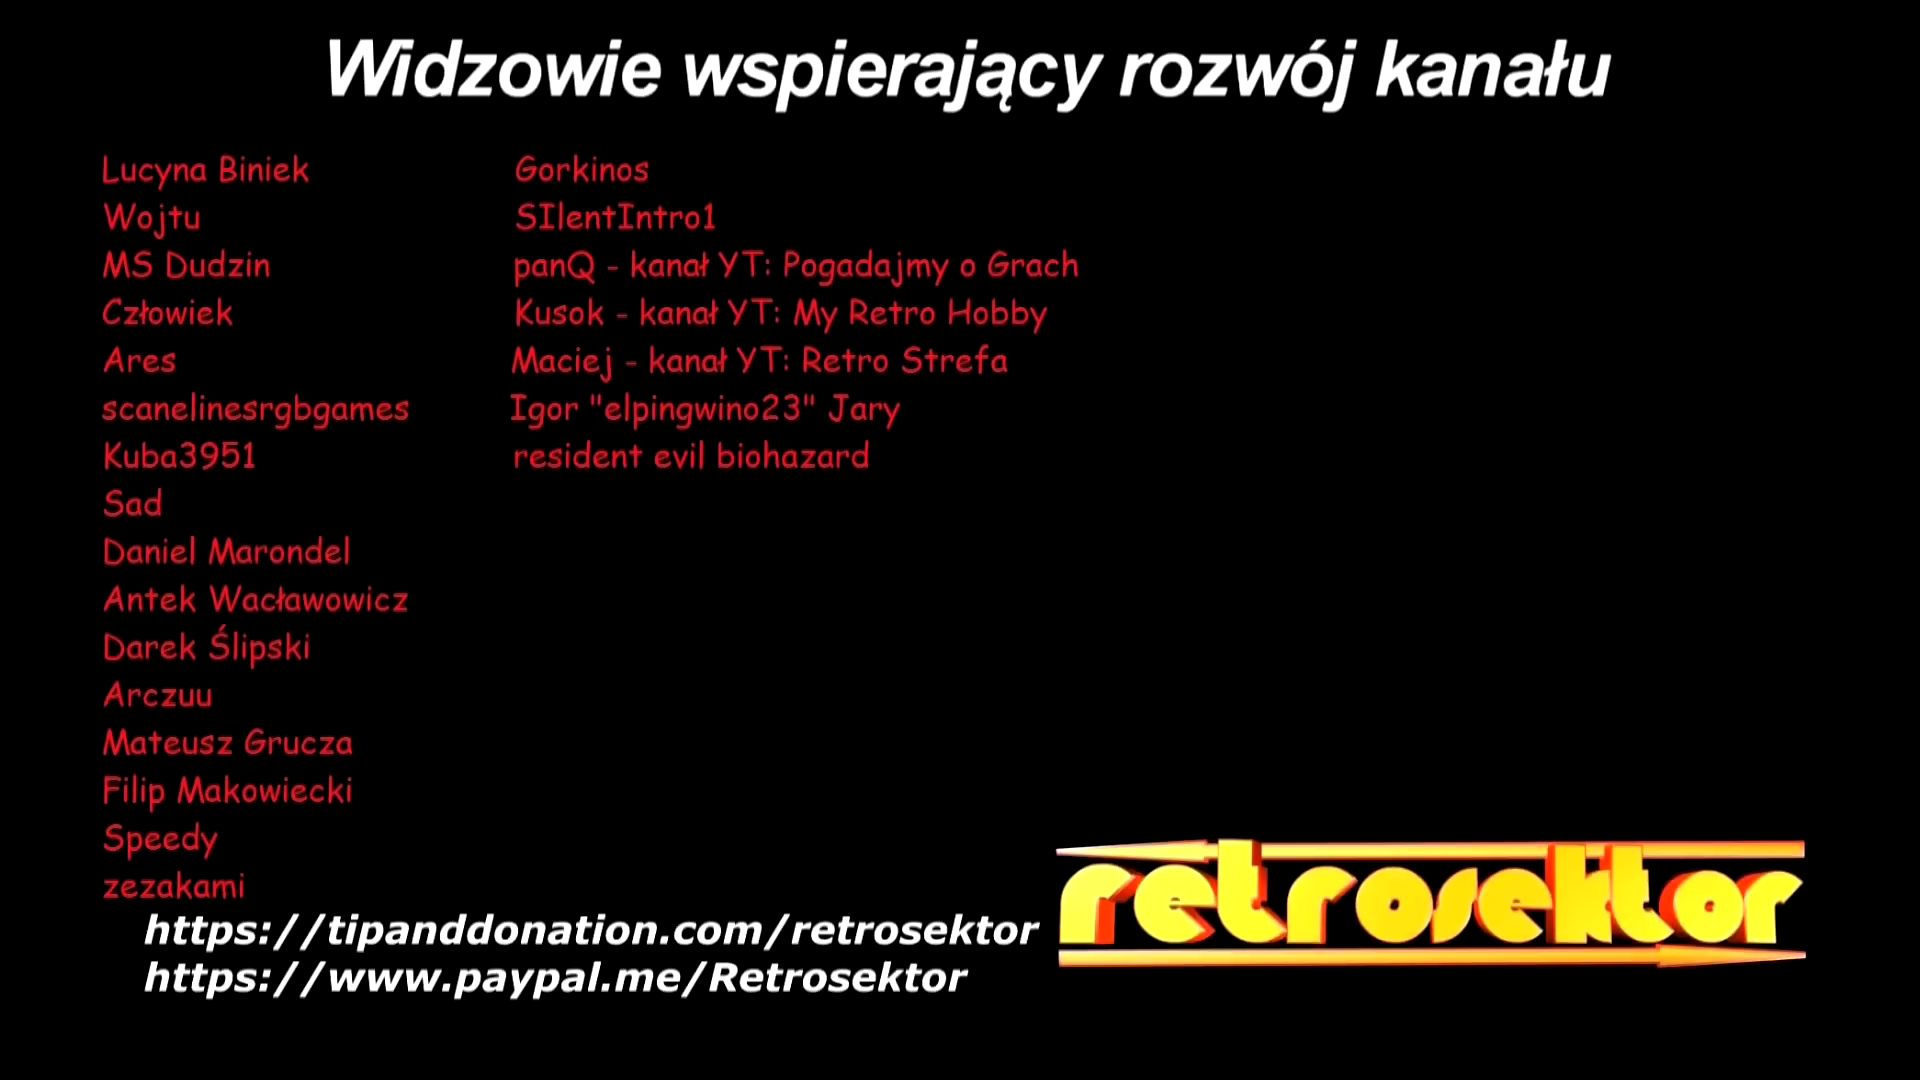 Widzowie wspierający rozwój kanału
Lucyna Biniek
Wojtu
MS Dudzin
Człowiek
Ares
scanelinesrgbgames
Kuba3951
Sad
Daniel Marondel
Antek Wacławowicz
Darek Ślipski
Arczuu
Mateusz Grucza
Filip Makowiecki
Speedy
zezakami
Gorkinos
SIlentIntro1
panQ - kanał YT: Pogadajmy o Grach
Kusok - kanał YT: My Retro Hobby
Maciej - kanał YT: Retro Strefa
Igor "elpingwino23" Jary
resident evil biohazard
https://tipanddonation.com/retrosektor
https://www.paypal.me/Retrosektor
retrosektor